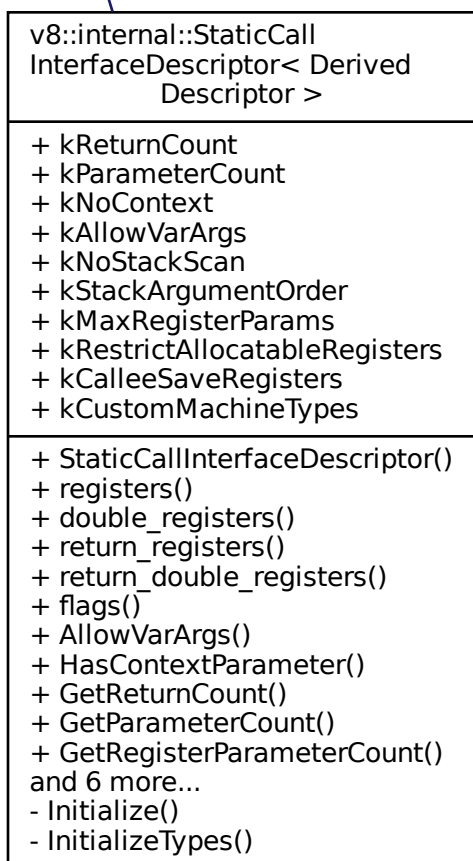 v8::internal::StaticCall
InterfaceDescriptor< Derived
Descriptor >
+ kReturnCount
+ kParameterCount
+ kNoContext
+ kAllowVarArgs
+ kNoStackScan
+ kStackArgumentOrder
+ kMaxRegisterParams
+ kRestrictAllocatableRegisters
+ kCalleeSaveRegisters
+ kCustomMachineTypes
+ StaticCallInterfaceDescriptor()
+ registers()
+ double_registers()
+ return_registers()
+ return_double_registers()
+ flags()
+ AllowVarArgs()
+ HasContextParameter()
+ GetReturnCount()
+ GetParameterCount()
+ GetRegisterParameterCount()
and 6 more...
- Initialize()
- InitializeTypes()